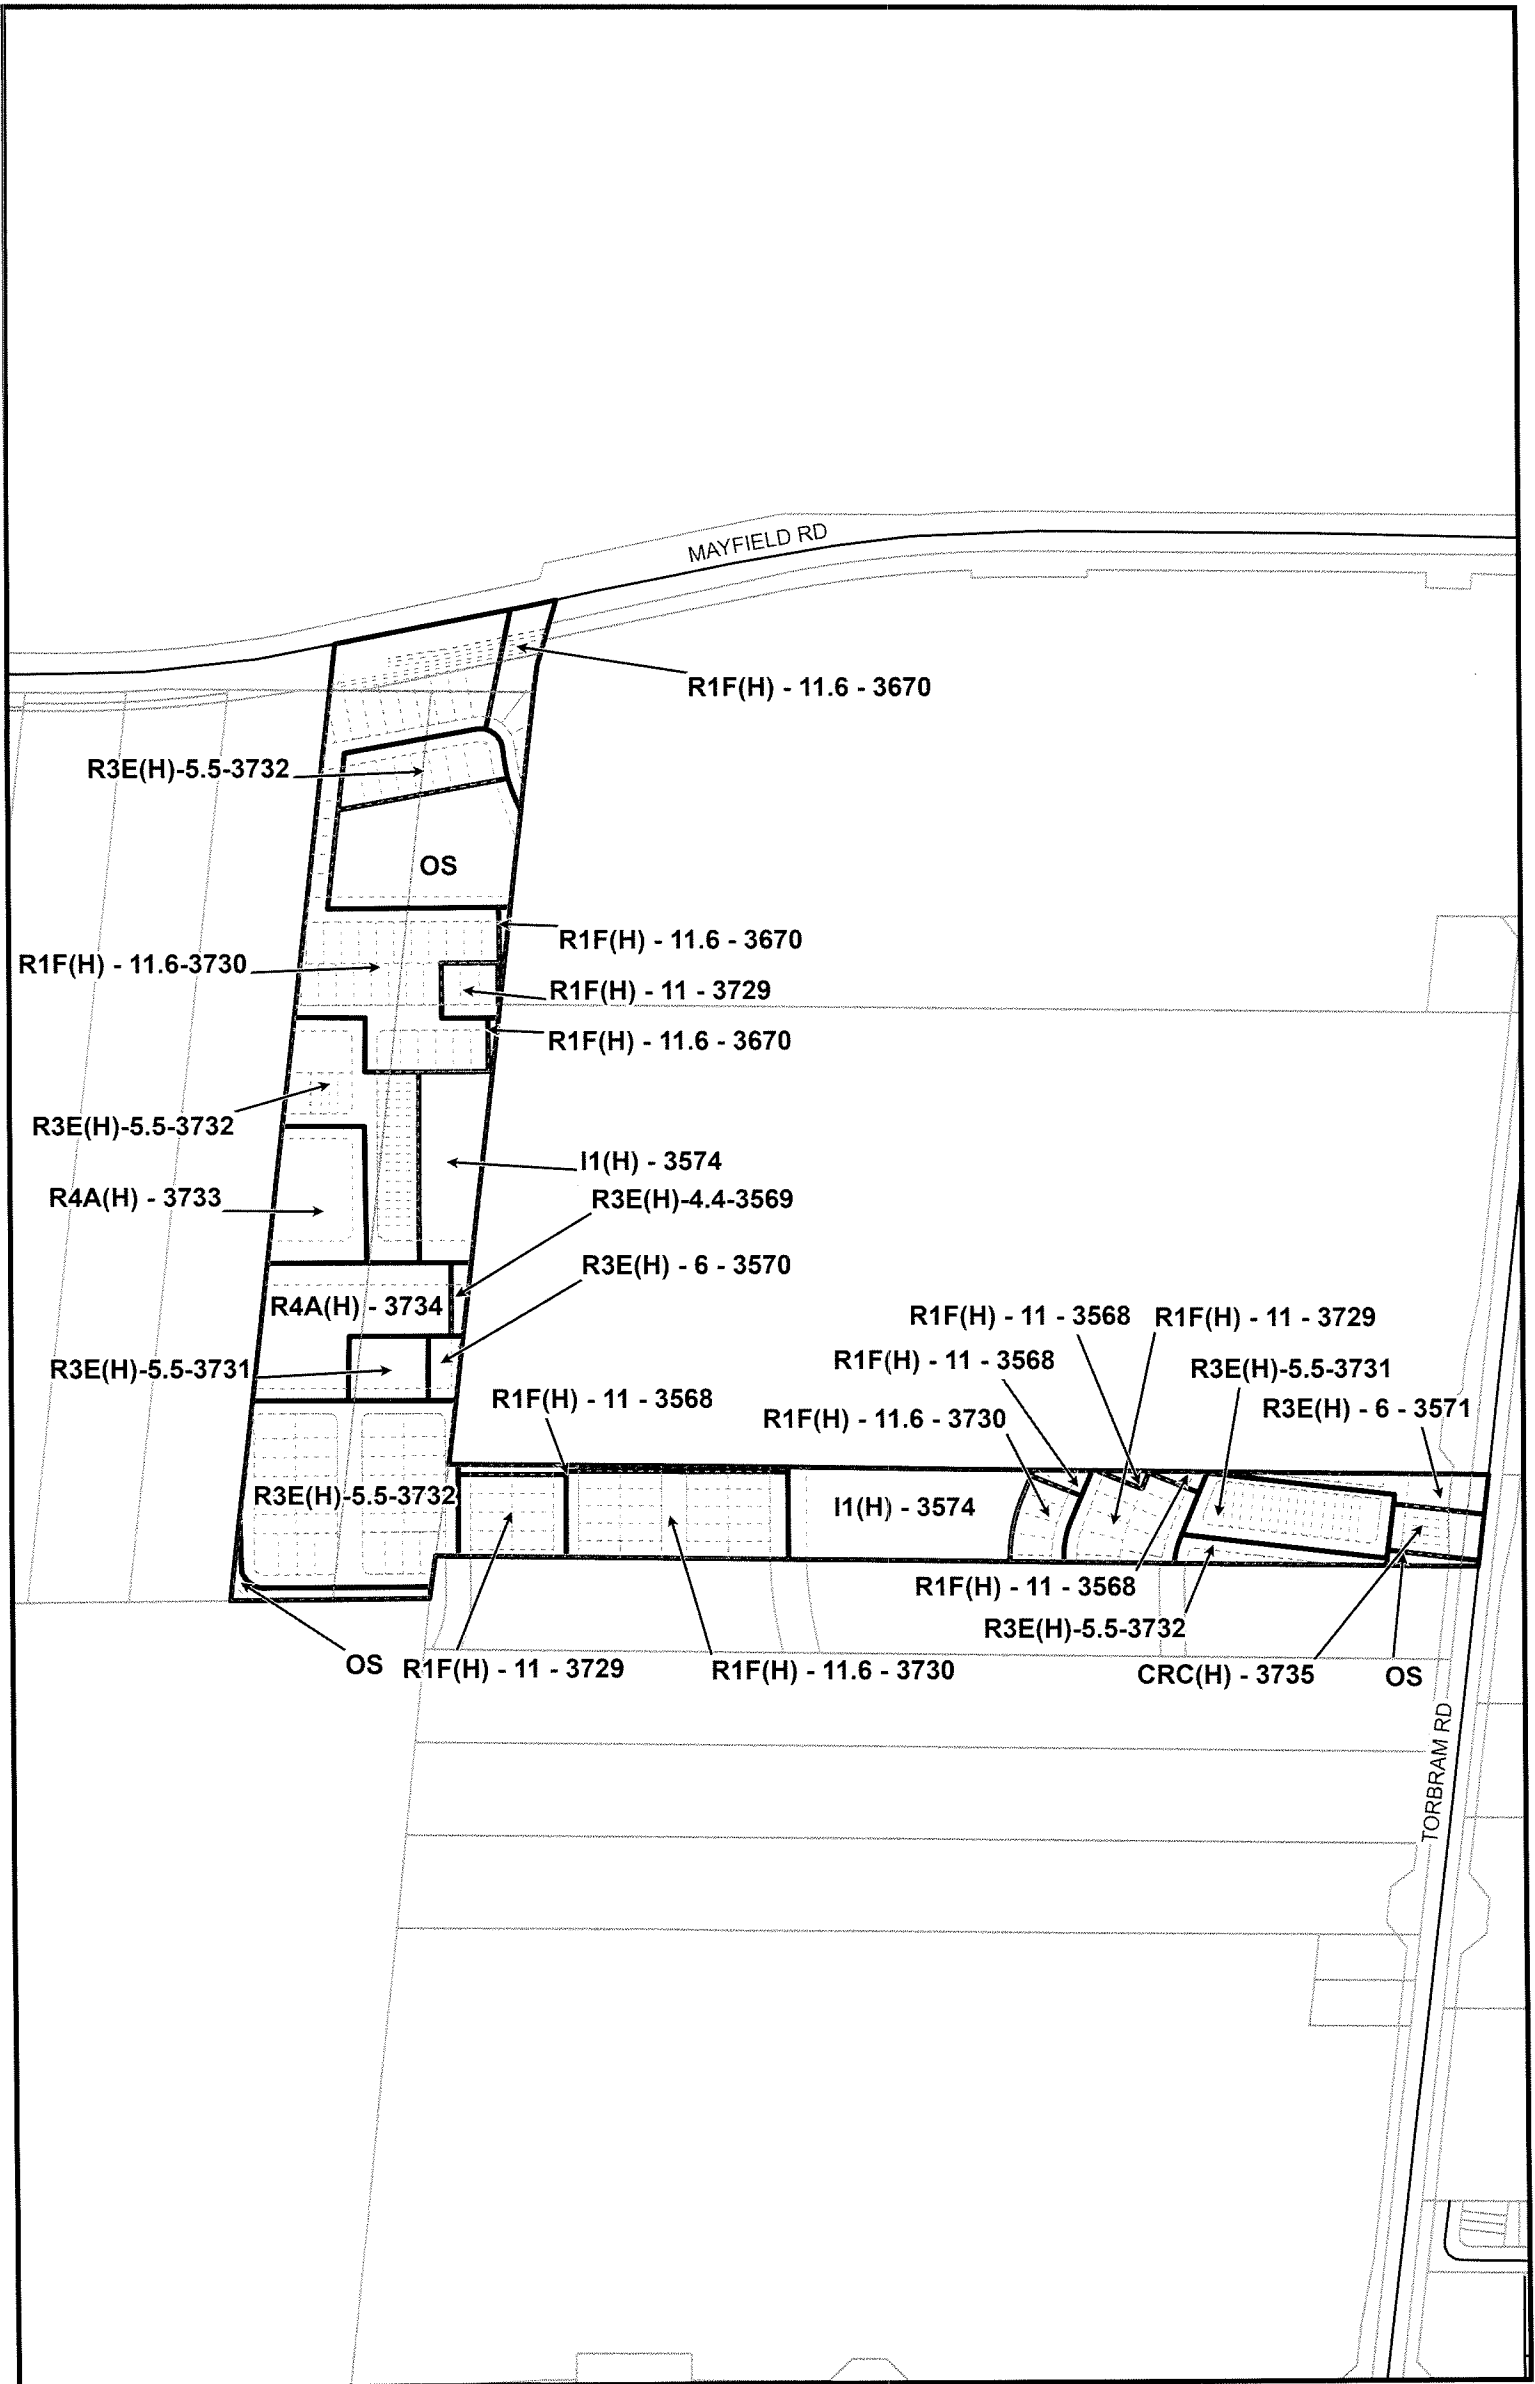 MAYFIELD RD
R1F(H) - 11.6 - 3670
R3E(H)-5.5-3732
OS
R1F(H) - 11.6 - 3670
R1F(H) - 11.6-3730
R1F(H) - 11 - 3729
R1F(H) - 11.6 - 3670
R3E(H)-5.5-3732
I1(H) - 3574
R4A(H) - 3733
R3E(H)-4.4-3569
R3E(H) - 6 - 3570
R4A(H) - 3734
R1F(H) - 11 - 3568
R1F(H) - 11 - 3729
R1F(H) - 11 - 3568
R3E(H)-5.5-3731
R3E(H)-5.5-3731
R1F(H) - 11 - 3568
R3E(H) - 6 - 3571
R1F(H) - 11.6 - 3730
R3E(H)-5.5-3732
I1(H) - 3574
R1F(H) - 11 - 3568
R3E(H)-5.5-3732
OS
R1F(H) - 11 - 3729
R1F(H) - 11.6 - 3730
CRC(H) - 3735
OS
TORBRAM RD